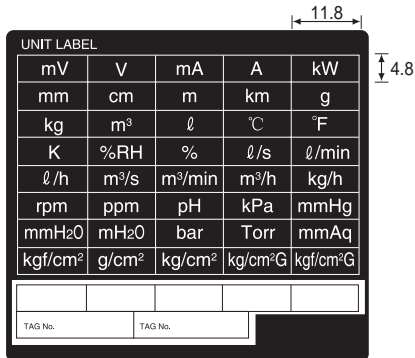 11.8
UNIT LABEL
mV V mA A kW
4.8
mm cm m km g
kg m³ ℓ ℃ °F
K %RH % ℓ/s ℓ/min
ℓ/h m³/s m³/min m³/h kg/h
rpm ppm pH kPa mmHg
mmH20 mH20 bar Torr mmAq
kgf/cm² g/cm² kg/cm² kg/cm²G kgf/cm²G
TAG No. TAG No.